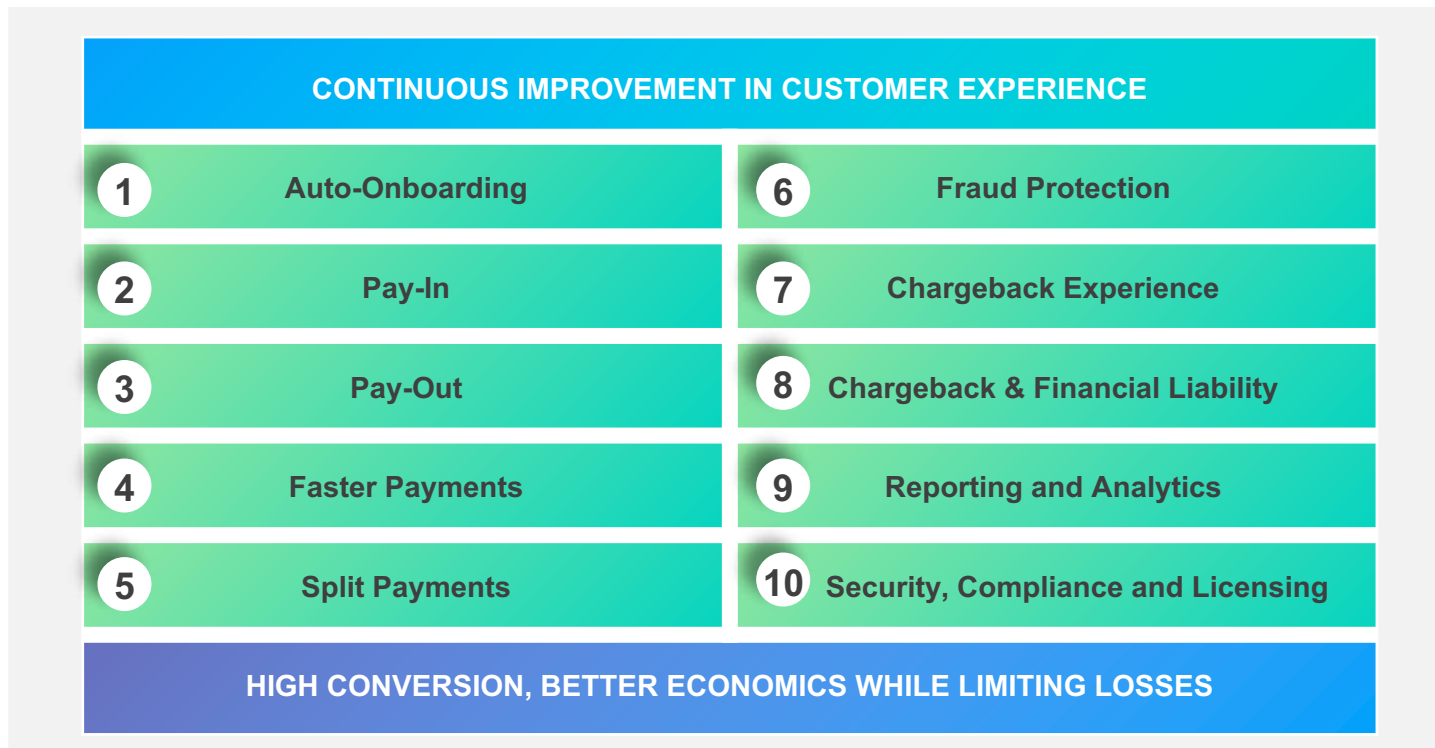 CONTINUOUS IMPROVEMENT IN CUSTOMER EXPERIENCE
1 Auto-Onboarding
2 Pay-In
3 Pay-Out
4 Faster Payments
5 Split Payments
6 Fraud Protection
7 Chargeback Experience
8 Chargeback & Financial Liability
9 Reporting and Analytics
10 Security, Compliance and Licensing
HIGH CONVERSION, BETTER ECONOMICS WHILE LIMITING LOSSES